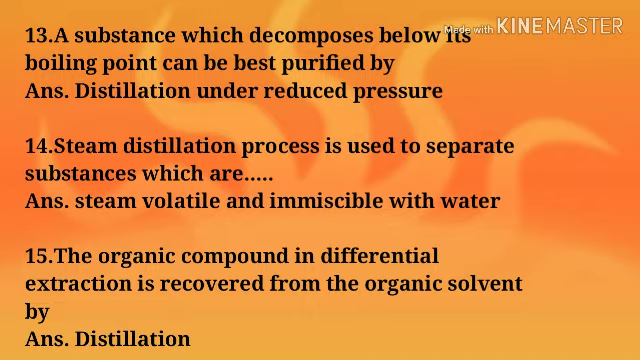 Made with KINEMASTER
13.A substance which decomposes below its
boiling point can be best purified by
Ans. Distillation under reduced pressure
14.Steam distillation process is used to separate
substances which are.....
Ans. steam volatile and immiscible with water
15.The organic compound in differential
extraction is recovered from the organic solvent
by
Ans. Distillation